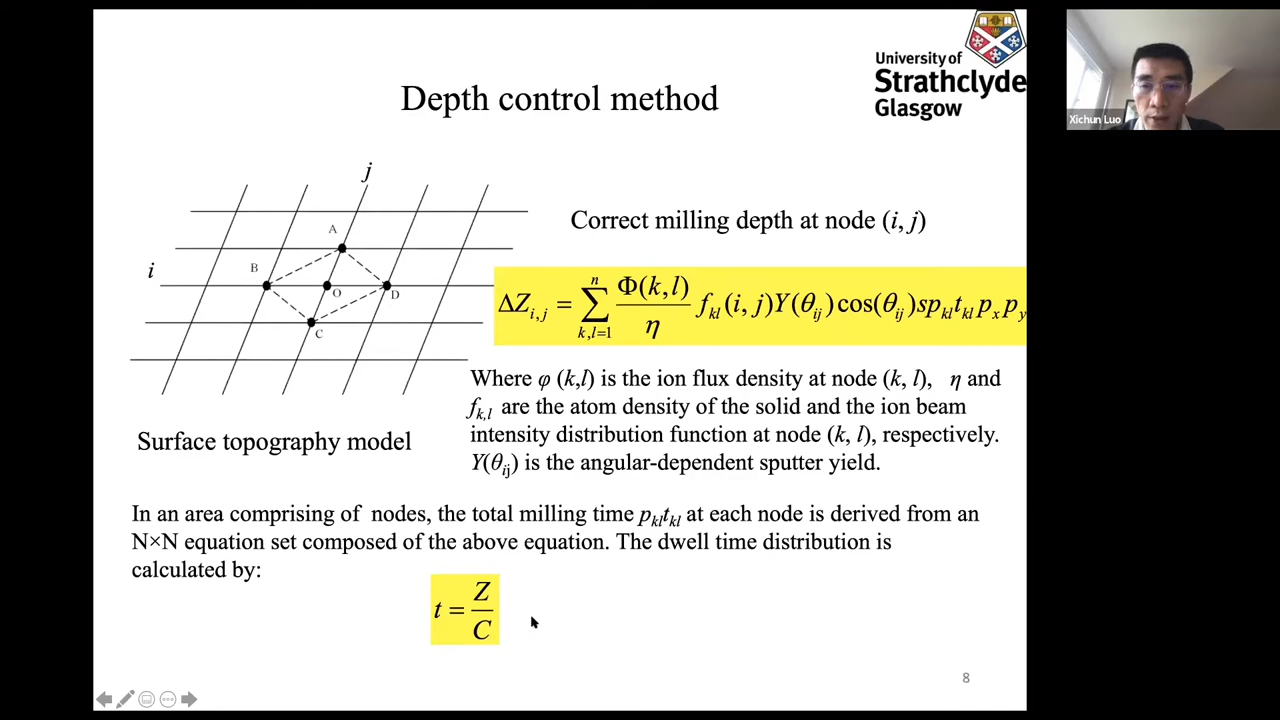 University of
Strathclyde
Glasgow
Xichun Luo
Depth control method
j
A
B
i
O
D
C
Surface topography model
Correct milling depth at node (i, j)
ΔZ_{i,j} = \sum_{k,l=1}^{n} \frac{Φ(k,l)}{η} f_{kl}(i,j)Y(θ_{ij})cos(θ_{ij})sp_{kl}t_{kl}p_xp_y
Where φ (k,l) is the ion flux density at node (k, l), η and
f_{k,l} are the atom density of the solid and the ion beam
intensity distribution function at node (k, l), respectively.
Y(θ_{ij}) is the angular-dependent sputter yield.
In an area comprising of nodes, the total milling time p_{kl}t_{kl} at each node is derived from an
N×N equation set composed of the above equation. The dwell time distribution is
calculated by:
t = \frac{Z}{C}
8